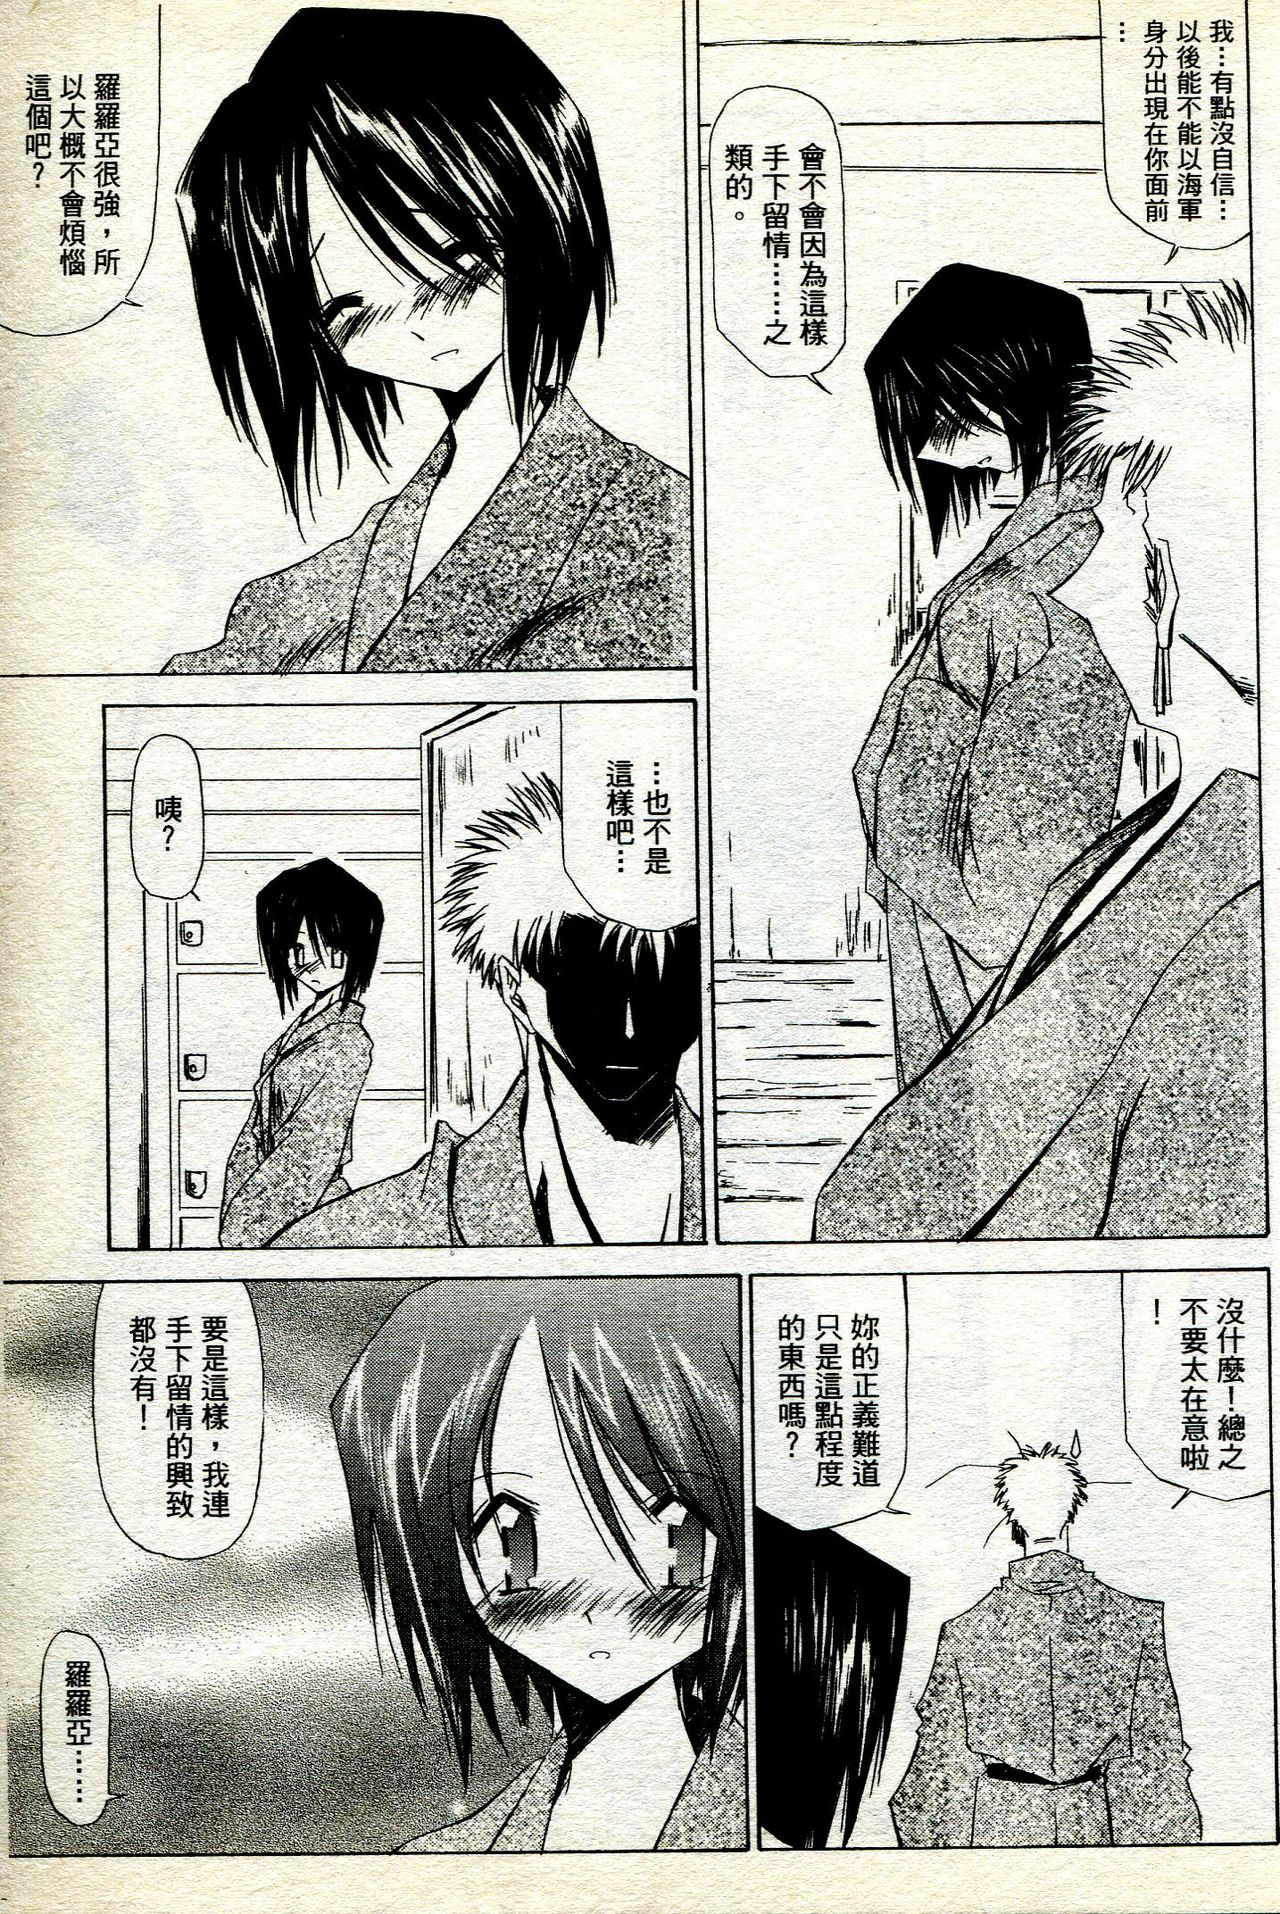 我…有點沒自信…
以後能不能以海軍
身分出現在你面前
…
會不會因為這樣
手下留情……之
類的。
羅羅亞很強，所
以大概不會煩惱
這個吧？
…也不是
這樣吧…
咦？
沒什麼！總之
不要太在意啦
！
妳的正義難道
只是這點程度
的東西嗎？
要是這樣，我連
手下留情的興致
都沒有！
羅羅亞……